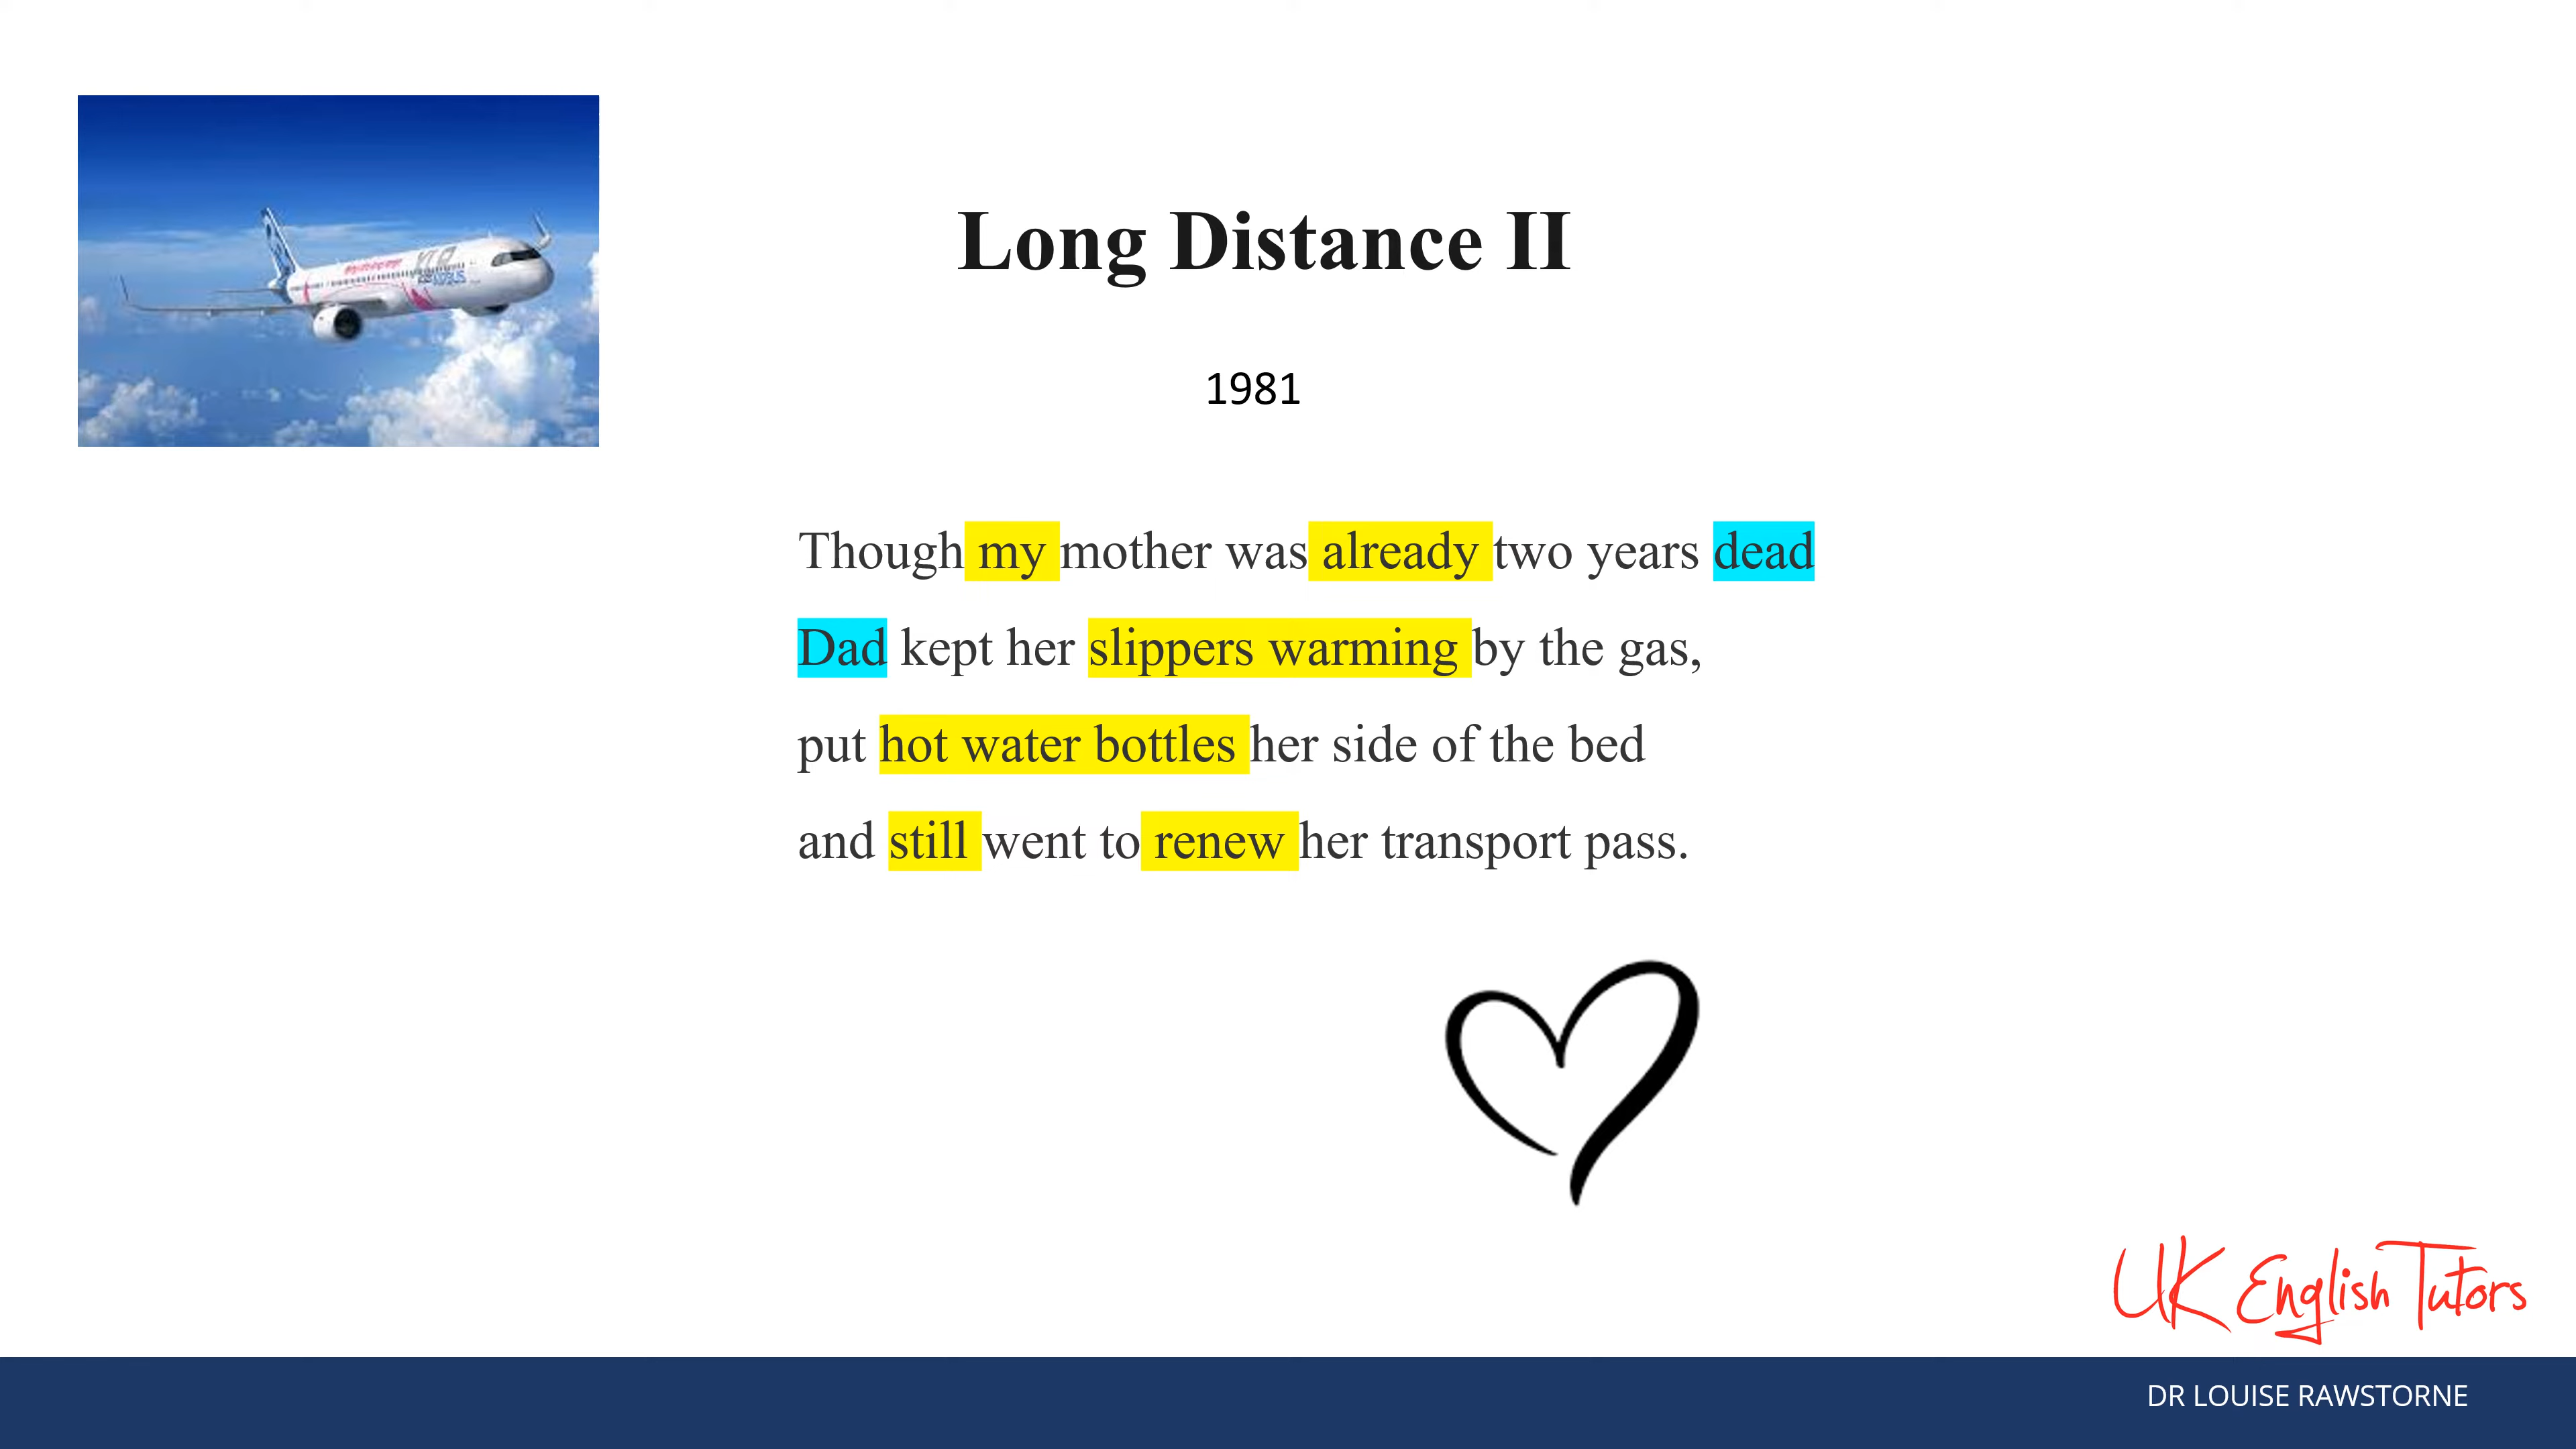 Long Distance II
1981
Though my mother was already two years dead
Dad kept her slippers warming by the gas,
put hot water bottles her side of the bed
and still went to renew her transport pass.
UK English Tutors
DR LOUISE RAWSTORNE